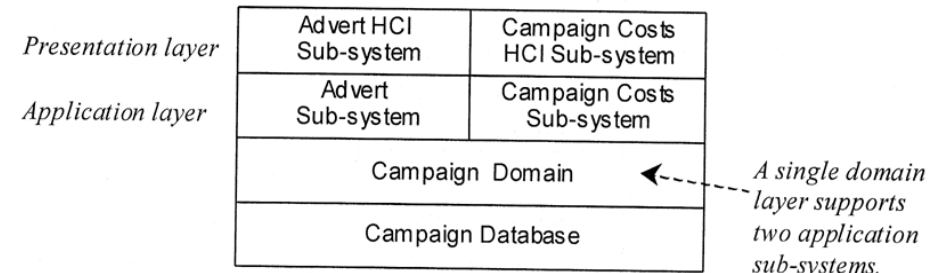 Advert HCI
Sub-system
Campaign Costs
HCI Sub-system
Presentation layer
Advert
Sub-system
Campaign Costs
Sub-system
Application layer
Campaign Domain
A single domain
layer supports
two application
sub-systems.
Campaign Database